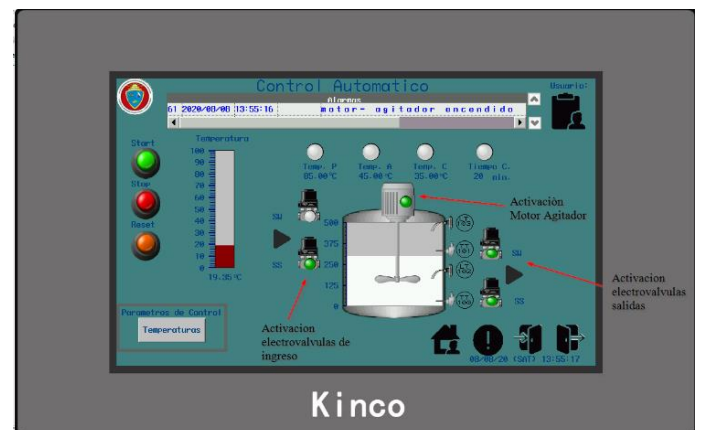 Control Automatico
Usuario:
Alarmas
61 2020/08/08 13:55:16 motor- agitador encendido
Start
Stop
Reset
Temperatura
100
90
80
70
60
50
40
30
20
10
0
19.35℃
Temp. P
85.00℃
Temp. A
45.00℃
Temp. C
35.00℃
Tiempo C.
20 min.
Activación
Motor Agitador
SW
SS
500
375
250
125
0
SW
SS
Activacion
electrovalvulas
salidas
Activacion
electrovalvulas de
ingreso
Parametros de Control
Temperaturas
08/08/20 (SAT) 13:55:17
Kinco